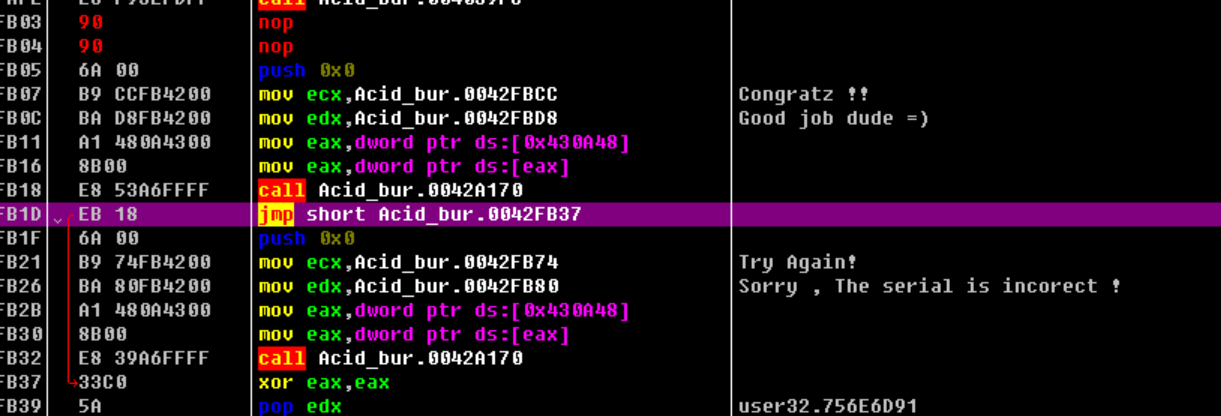 FB03 90 nop
FB04 90 nop
FB05 6A 00 push 0x0
FB07 B9 CCFB4200 mov ecx,Acid_bur.0042FBCC Congratz !!
FB0C BA D8FB4200 mov edx,Acid_bur.0042FBD8 Good job dude =)
FB11 A1 480A4300 mov eax,dword ptr ds:[0x430A48]
FB16 8B00 mov eax,dword ptr ds:[eax]
FB18 E8 53A6FFFF call Acid_bur.0042A170
FB1D EB 18 jmp short Acid_bur.0042FB37
FB1F 6A 00 push 0x0
FB21 B9 74FB4200 mov ecx,Acid_bur.0042FB74 Try Again!
FB26 BA 80FB4200 mov edx,Acid_bur.0042FB80 Sorry , The serial is incorect !
FB2B A1 480A4300 mov eax,dword ptr ds:[0x430A48]
FB30 8B00 mov eax,dword ptr ds:[eax]
FB32 E8 39A6FFFF call Acid_bur.0042A170
FB37 33C0 xor eax,eax
FB39 5A pop edx user32.756E6D91